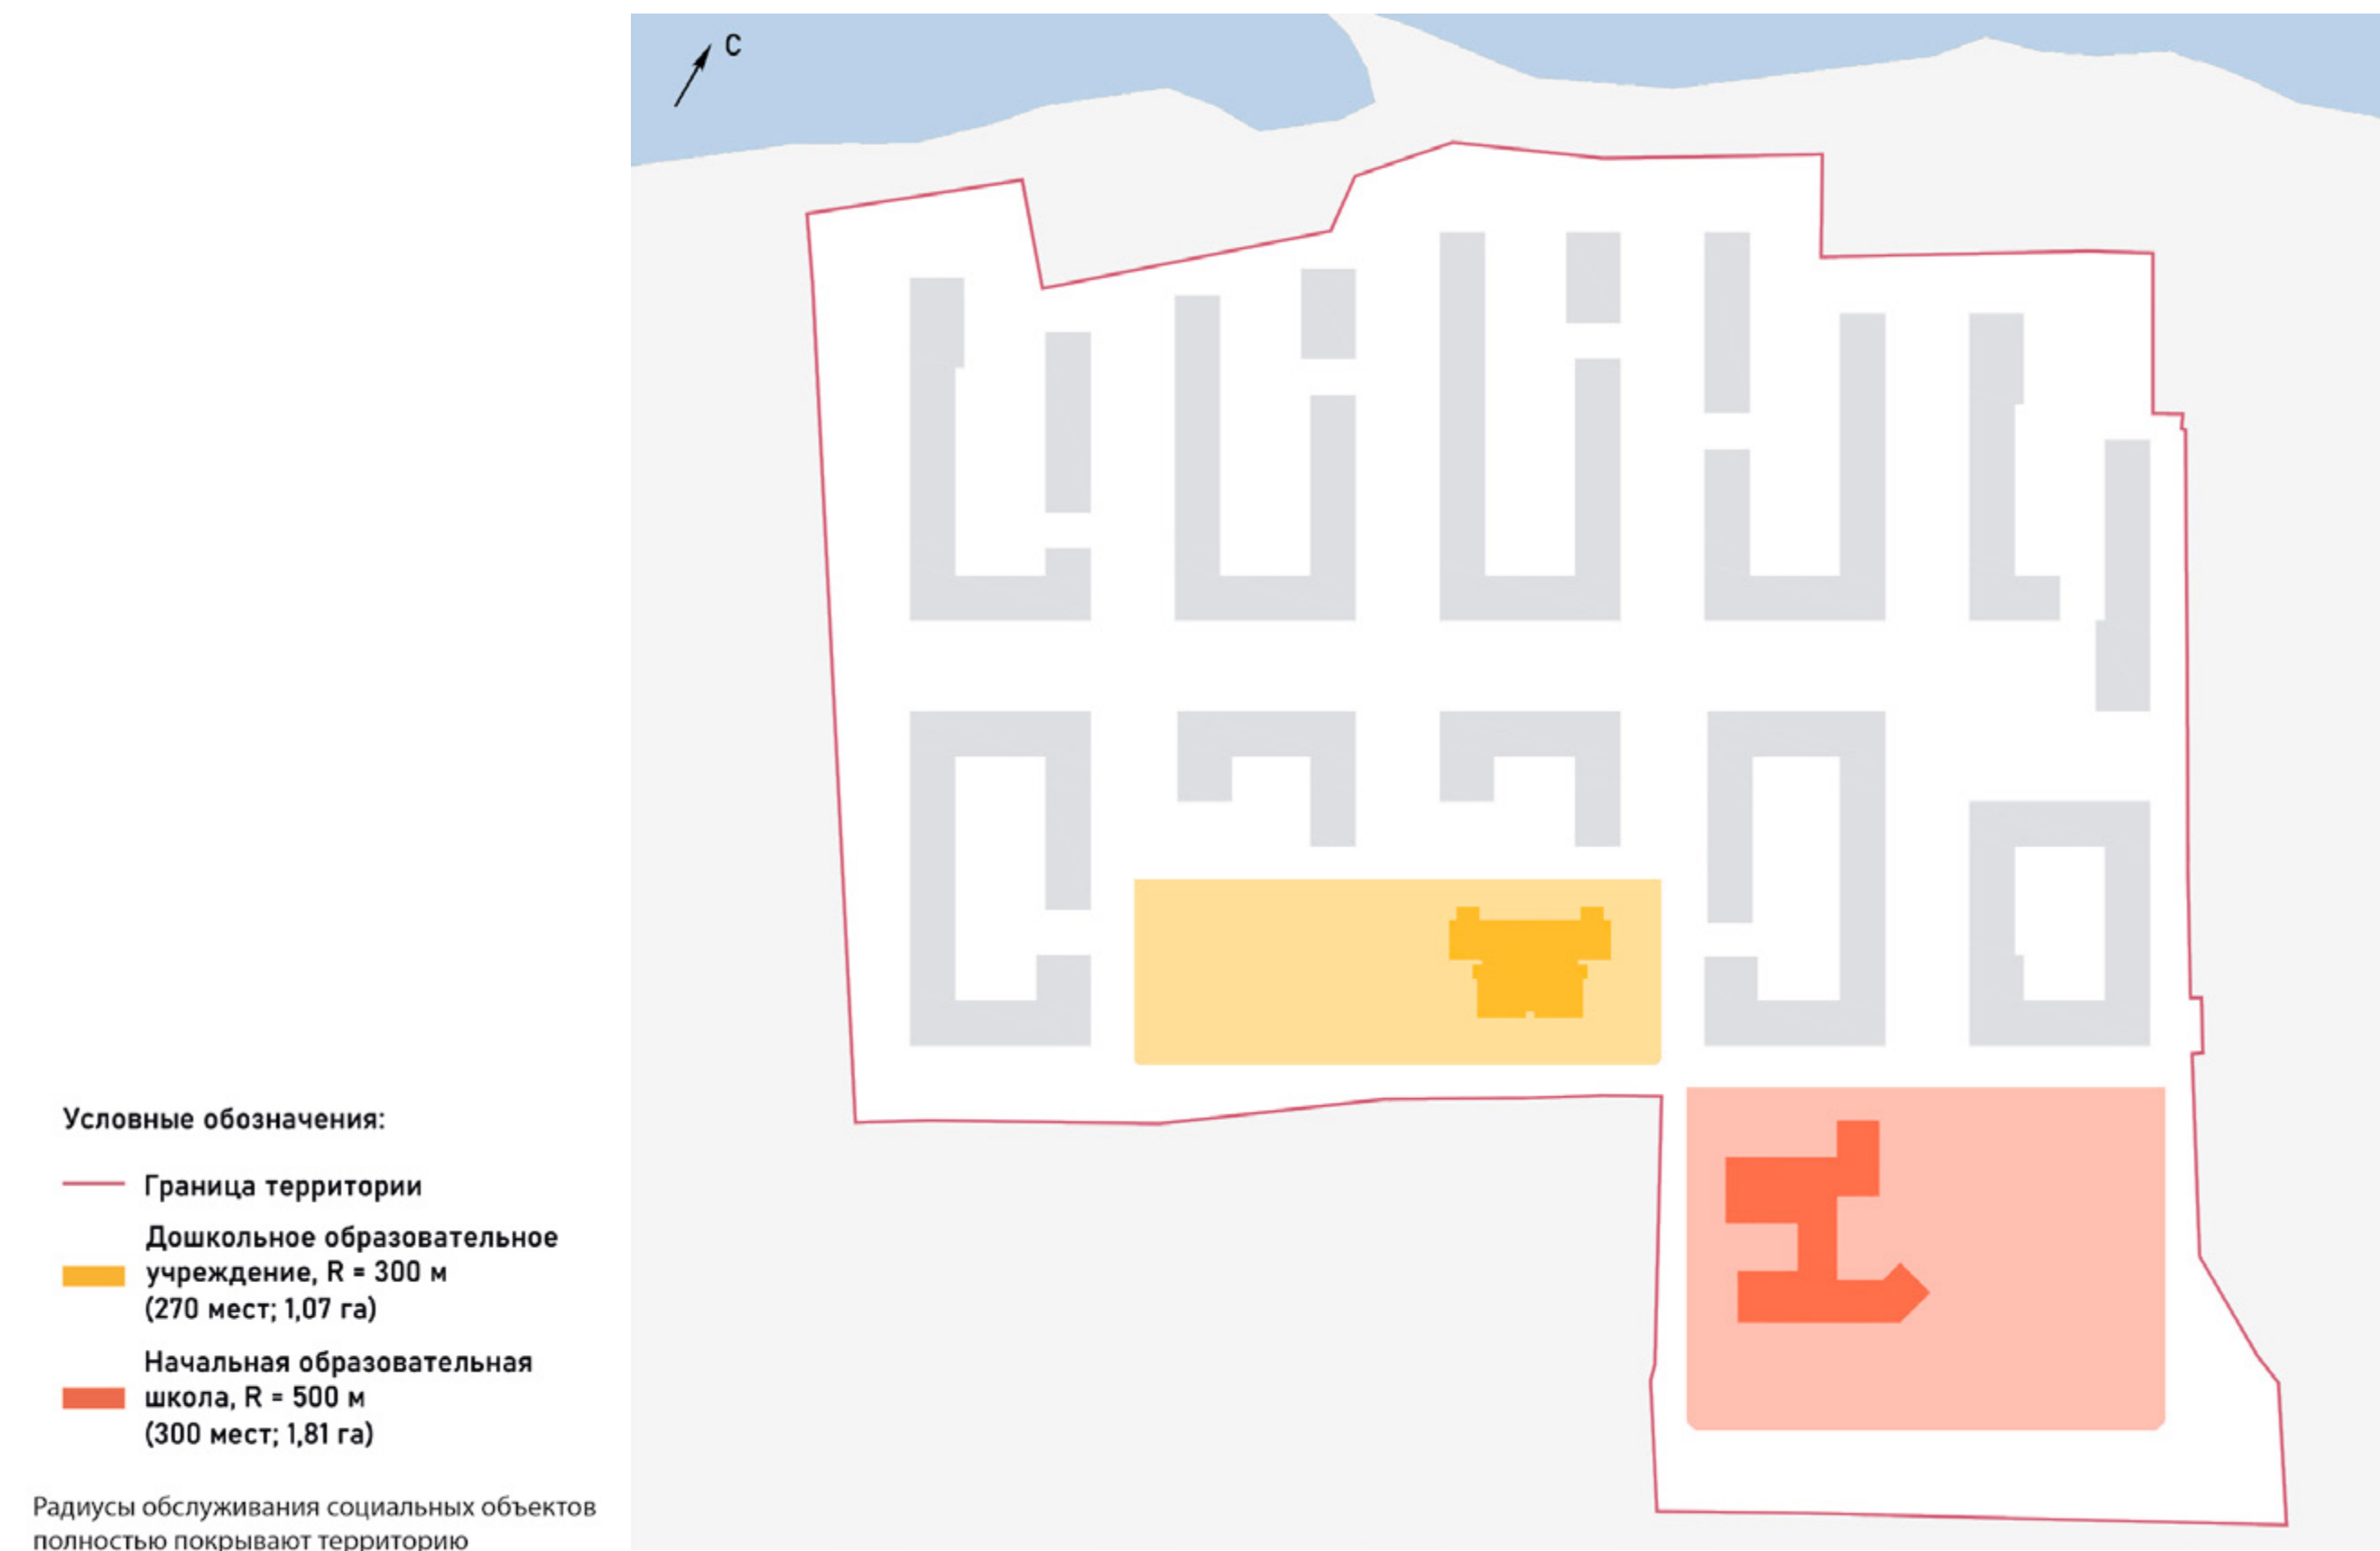 С
Условные обозначения:
Граница территории
Дошкольное образовательное
учреждение, R = 300 м
(270 мест; 1,07 га)
Начальная образовательная
школа, R = 500 м
(300 мест; 1,81 га)
Радиусы обслуживания социальных объектов
полностью покрывают территорию